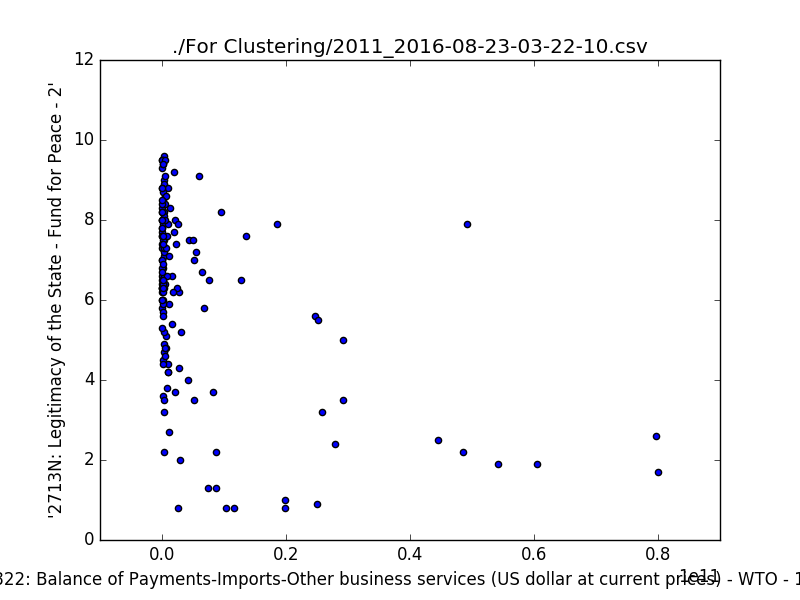 ./For Clustering/2011_2016-08-23-03-22-10.csv
'2713N: Legitimacy of the State - Fund for Peace - 2'
12
10
8
6
4
2
0
0.0 0.2 0.4 0.6 0.8
1e11
322: Balance of Payments-Imports-Other business services (US dollar at current prices) - WTO - 1